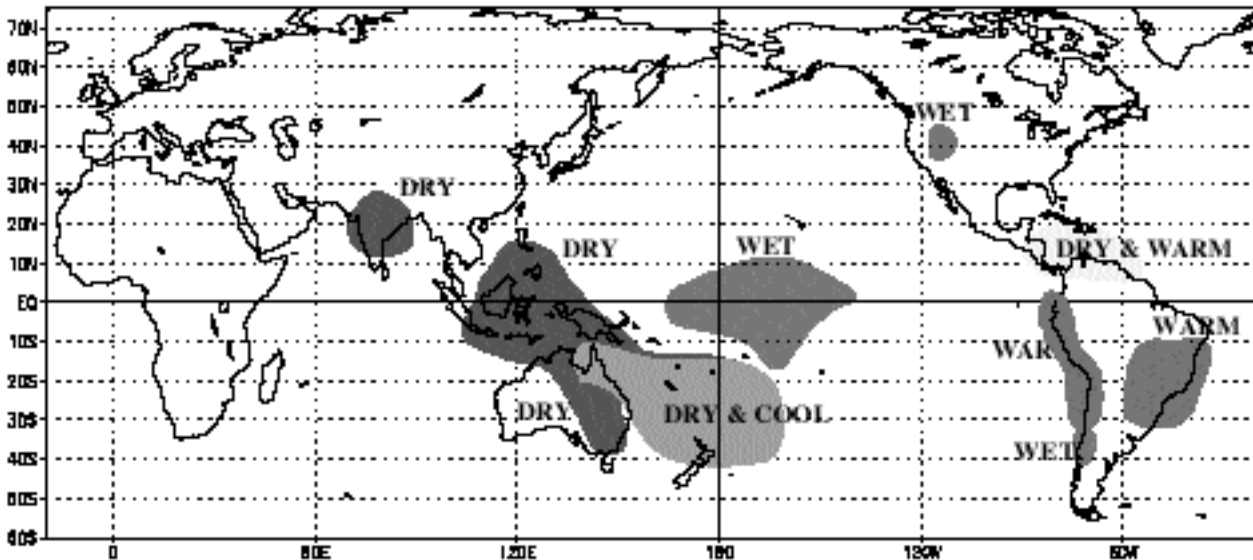 70N
60N
WET
50N
40N
30N
DRY
20N
DRY
WET
DRY & WARM
10N
EQ
WARM
10S
WAR
20S
DRY
DRY & COOL
30S
WET
40S
50S
60S
0
60E
120E
180
120W
60W